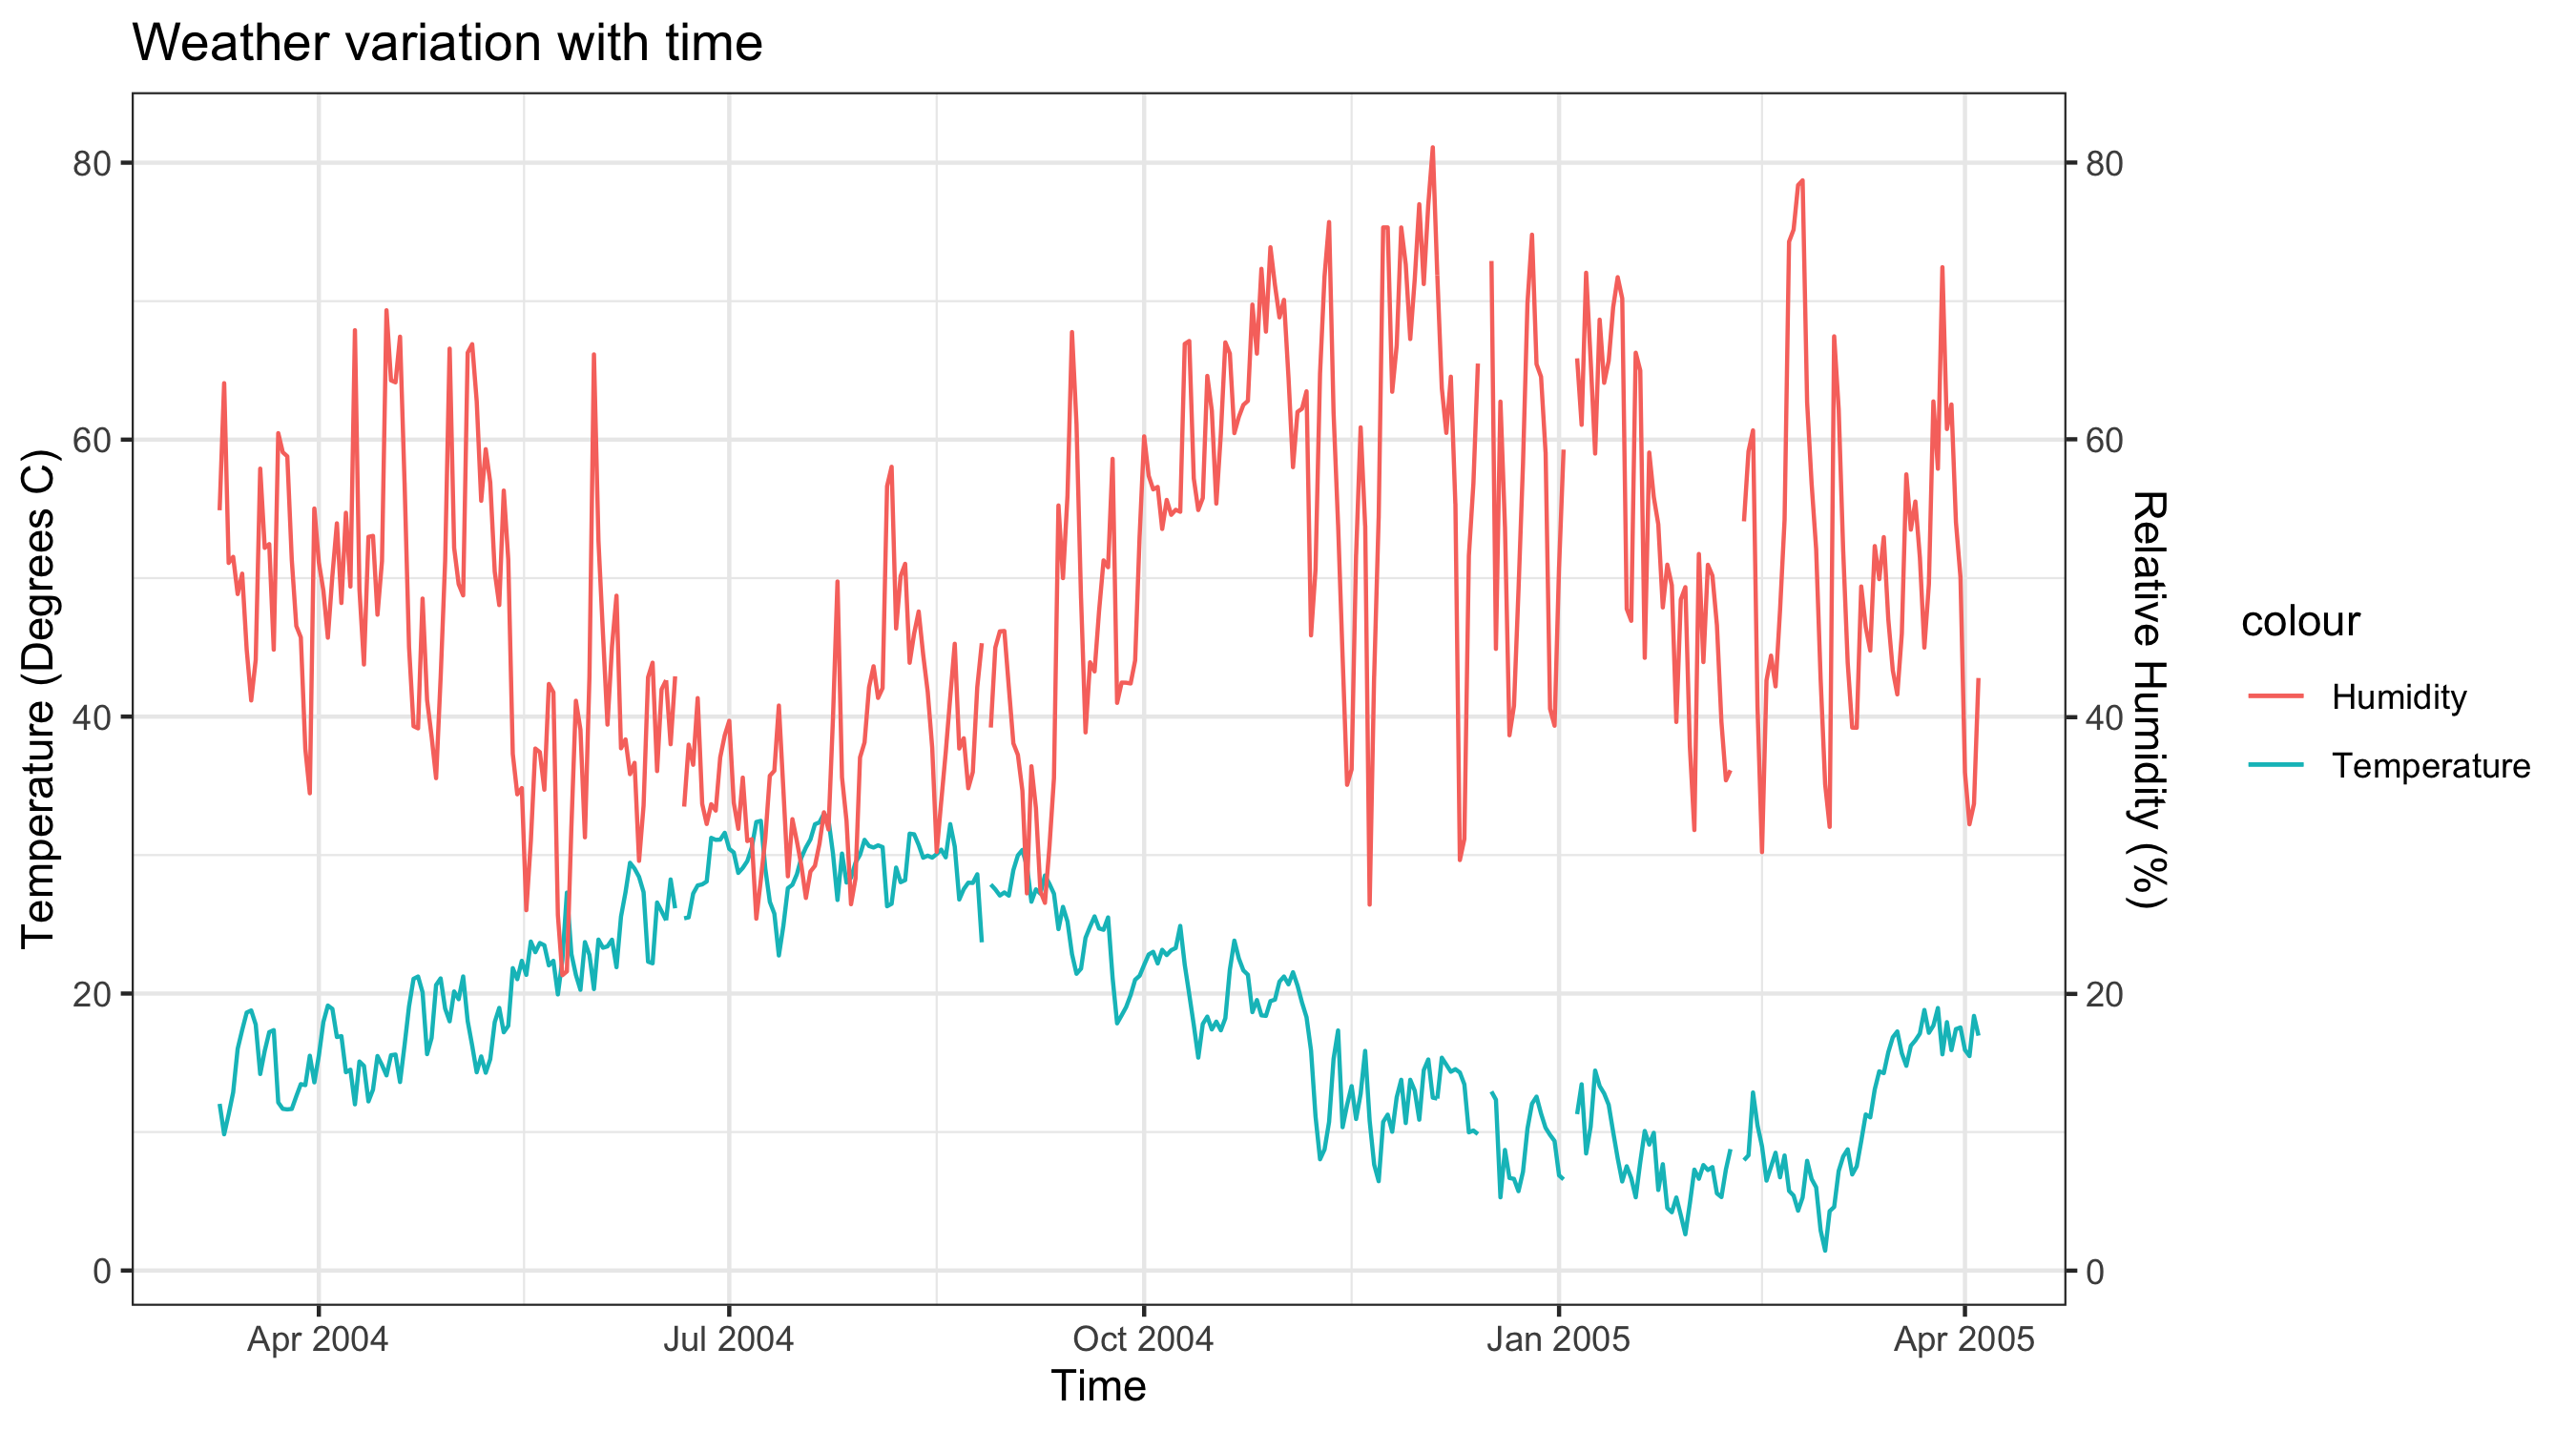 Weather variation with time
Temperature (Degrees C)
80
60
40
20
0
80
60
40
20
0
Relative Humidity (%)
Apr 2004
Jul 2004
Oct 2004
Jan 2005
Apr 2005
Time
colour
Humidity
Temperature